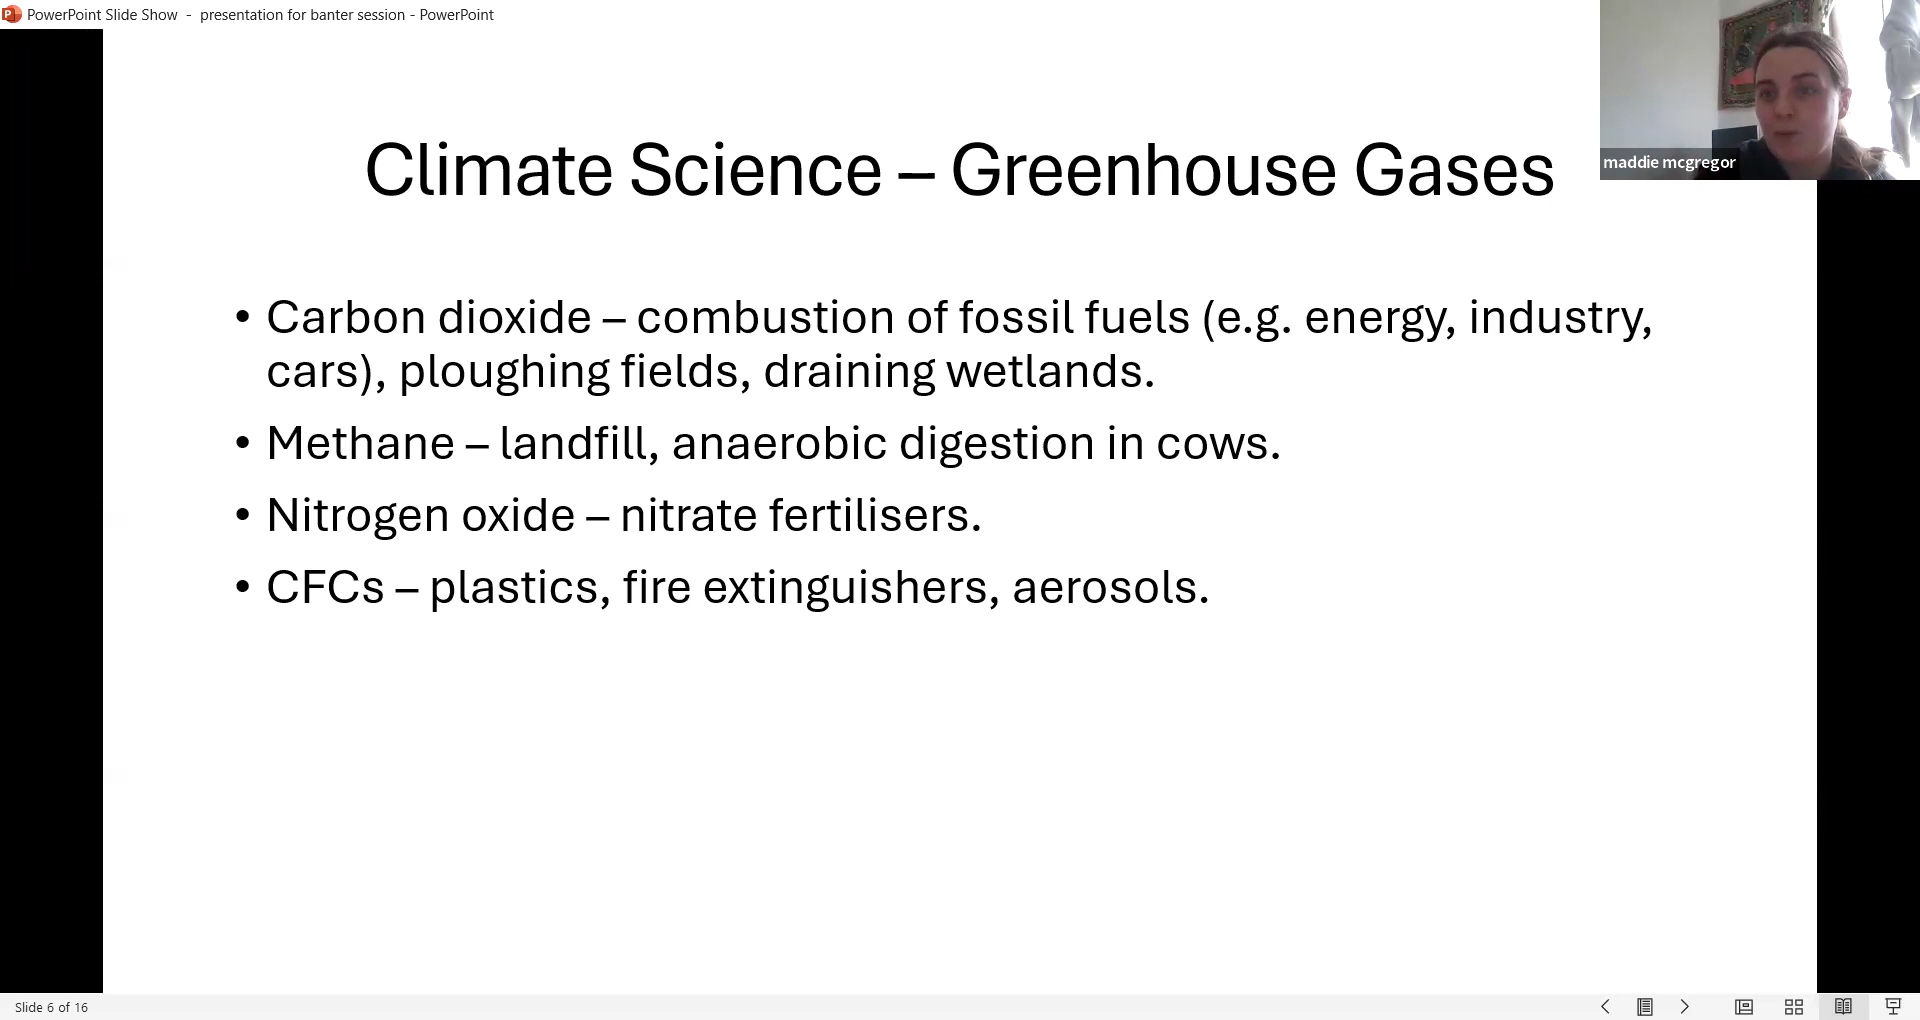 PowerPoint Slide Show - presentation for banter session - PowerPoint
maddie mcgregor
Climate Science – Greenhouse Gases
• Carbon dioxide – combustion of fossil fuels (e.g. energy, industry,
cars), ploughing fields, draining wetlands.
• Methane – landfill, anaerobic digestion in cows.
• Nitrogen oxide – nitrate fertilisers.
• CFCs – plastics, fire extinguishers, aerosols.
Slide 6 of 16